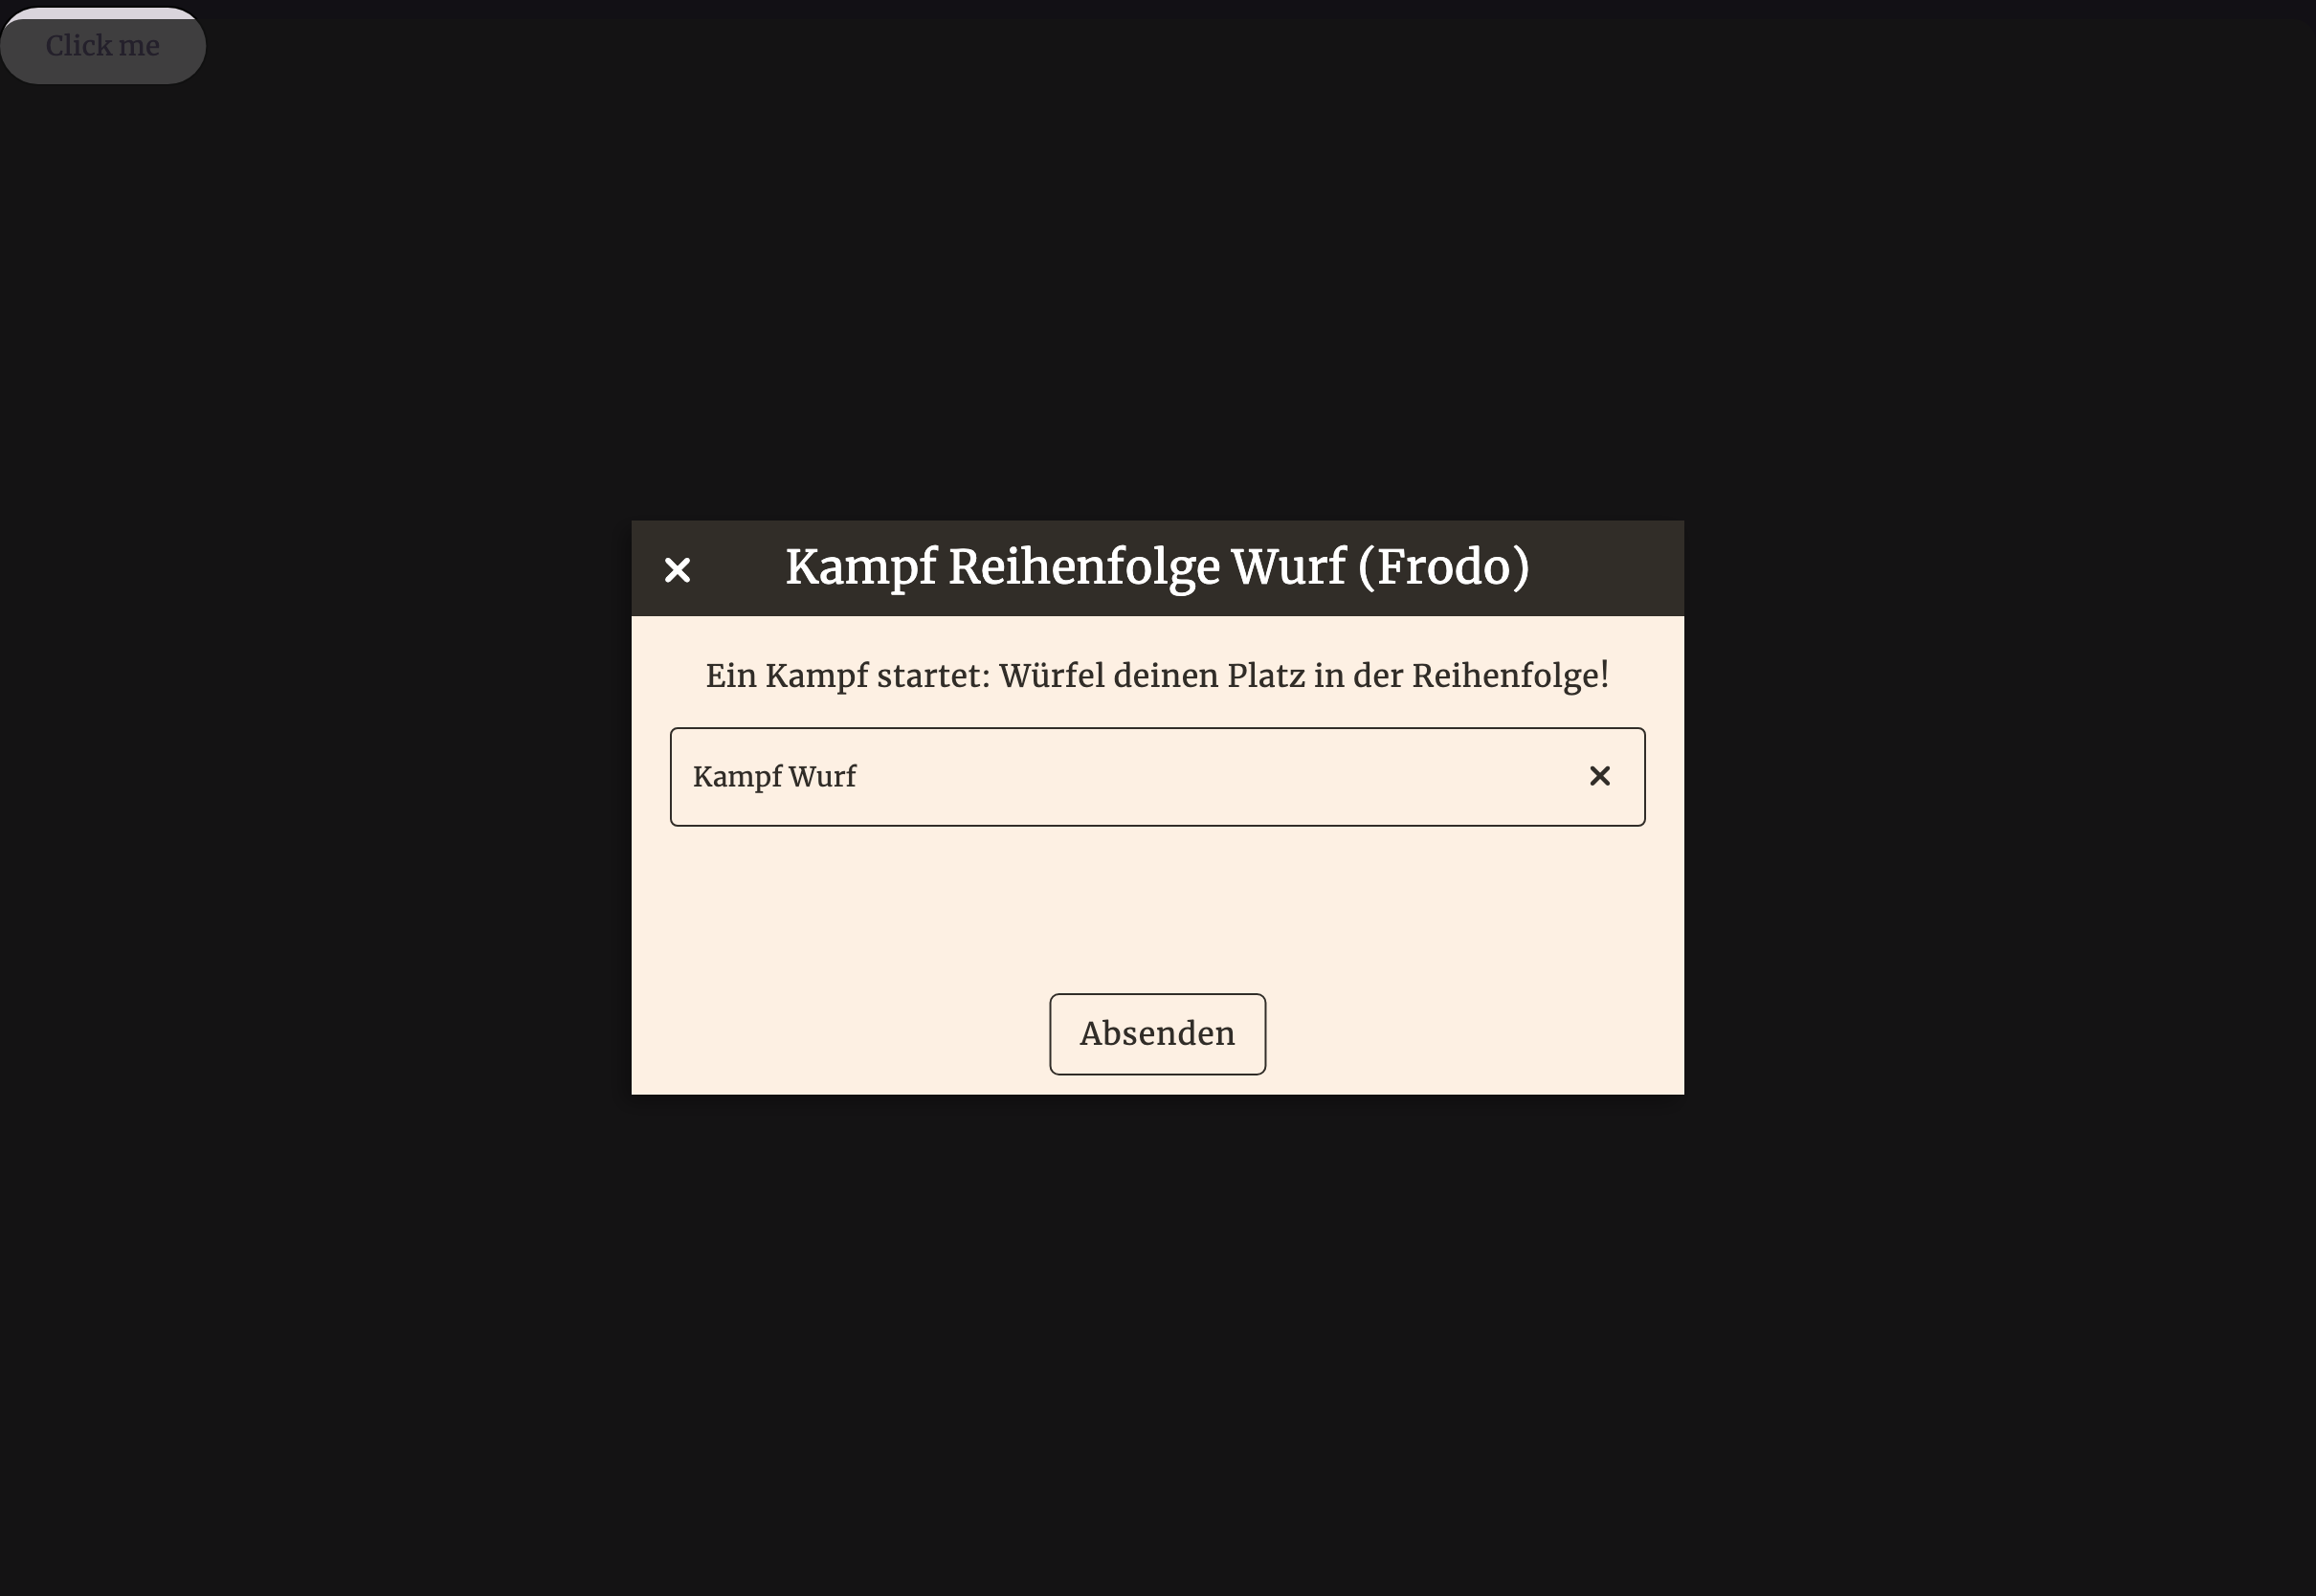 Click me
Kampf Reihenfolge Wurf (Frodo)
Ein Kampf startet: Würfel deinen Platz in der Reihenfolge!
Kampf Wurf
Absenden